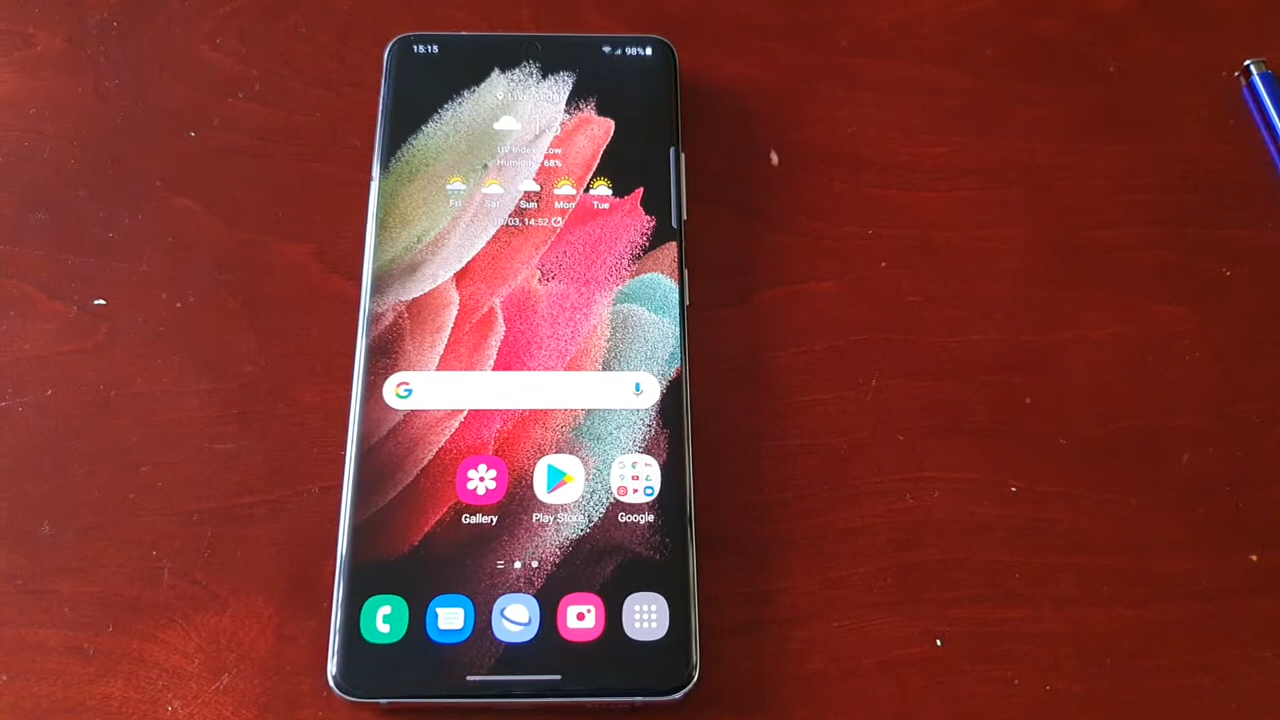 15:15
98%
13
UV index: Low
Humidity: 68%
Fri Sat Sun Mon Tue
18/03, 14:52
G
Gallery Play Store Google